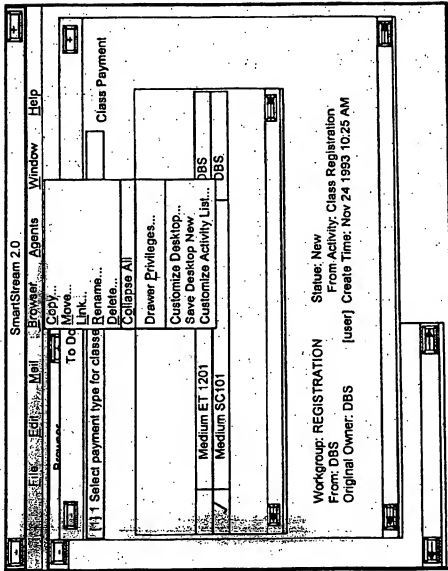 SmartStream 2.0
File Edit Mail Browser Agents Window Help
Copy...
Move...
Link...
Rename...
Delete...
Collapse All
Drawer Privileges...
Customize Desktop...
Save Desktop New
Customize Activity List...
Browser
To Do
[*] 1 Select payment type for classe
Class Payment
Medium ET 1201 DBS
Medium SC101 DBS
Workgroup: REGISTRATION Statue: New
From: DBS From Activity: Class Registration
Original Owner: DBS [user] Create Time: Nov 24 1993 10:25 AM